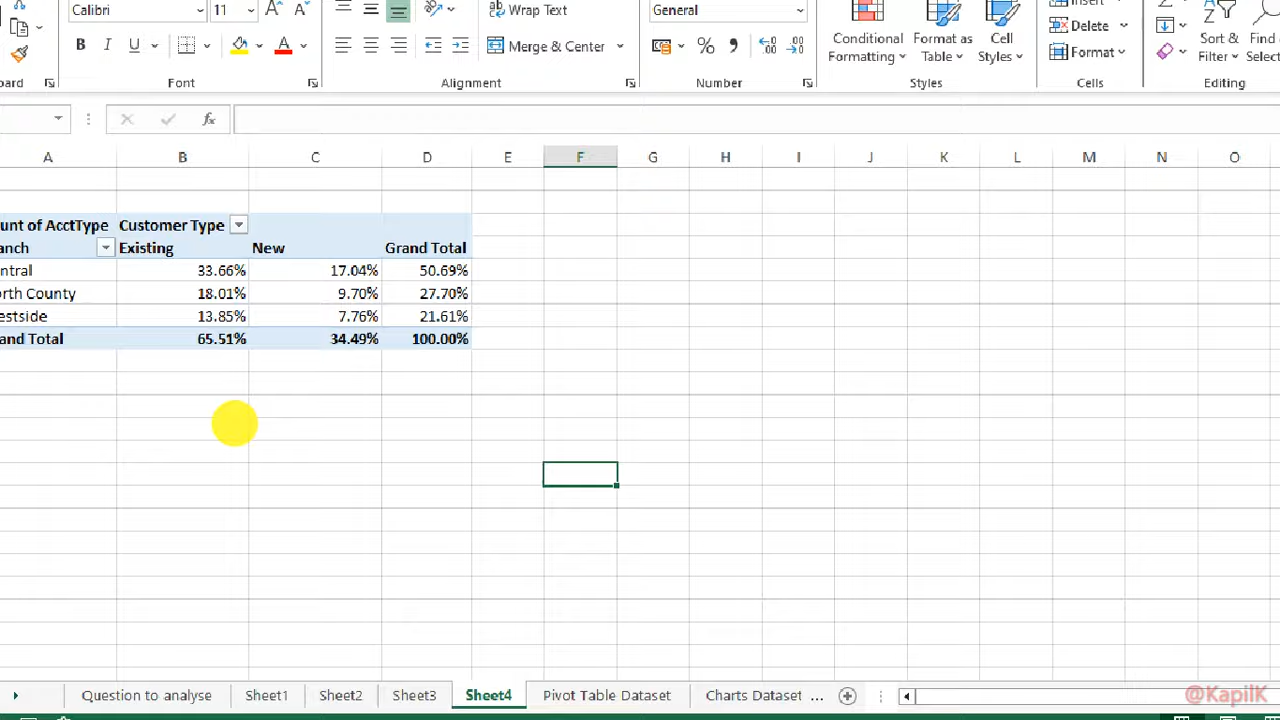 Calibri 11 Wrap Text General Insert
B I U Merge & Center % Conditional Formatting Format as Table Cell Styles Delete Format Sort & Filter Find Select
oard Font Alignment Number Styles Cells Editing
fx
A B C D E F G H I J K L M N O
unt of AcctType Customer Type
anch Existing New Grand Total
ntral 33.66% 17.04% 50.69%
orth County 18.01% 9.70% 27.70%
estside 13.85% 7.76% 21.61%
and Total 65.51% 34.49% 100.00%
Question to analyse Sheet1 Sheet2 Sheet3 Sheet4 Pivot Table Dataset Charts Dataset ...
@KapilK